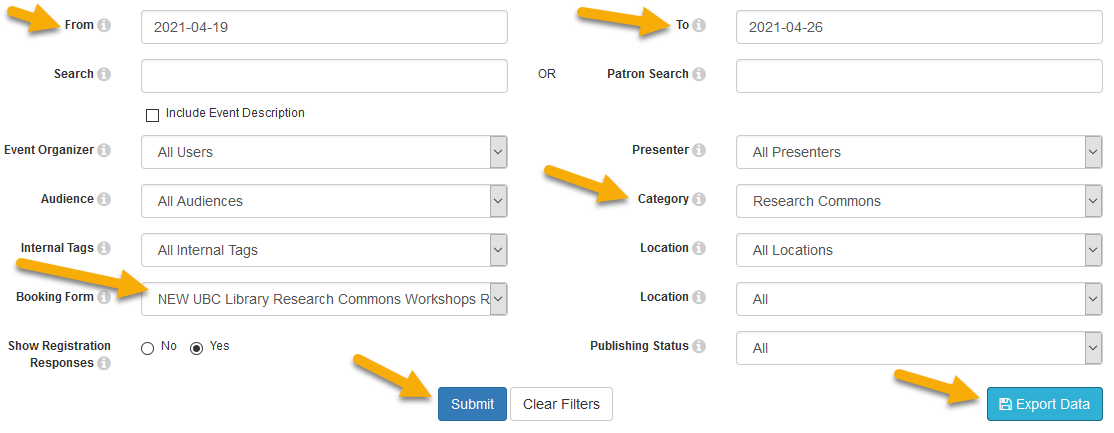 From 2021-04-19 To 2021-04-26
Search OR Patron Search
Include Event Description
Event Organizer All Users Presenter All Presenters
Audience All Audiences Category Research Commons
Internal Tags All Internal Tags Location All Locations
Booking Form NEW UBC Library Research Commons Workshops R Location All
Show Registration Responses No Yes Publishing Status All
Submit Clear Filters Export Data